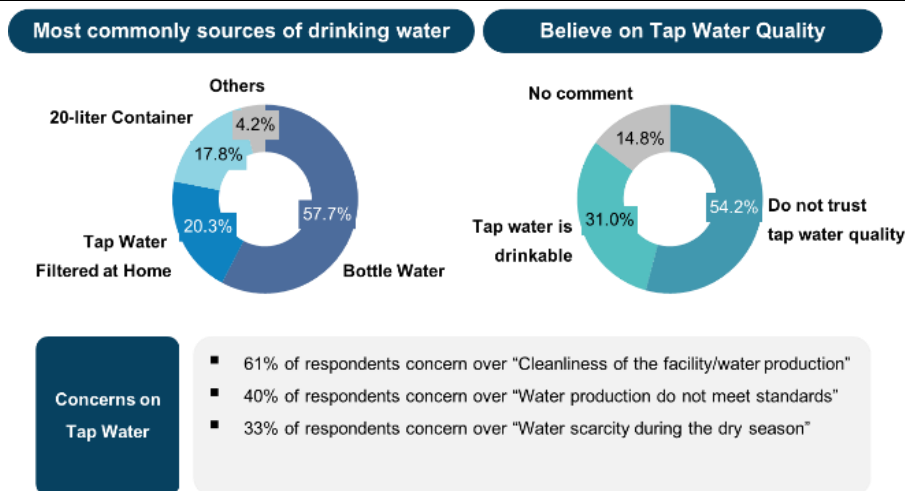 Most commonly sources of drinking water
Believe on Tap Water Quality
Others
4.2%
20-liter Container
17.8%
20.3%
57.7%
Tap Water
Filtered at Home
Bottle Water
No comment
14.8%
Tap water is
drinkable
31.0%
54.2%
Do not trust
tap water quality
Concerns on
Tap Water
▪ 61% of respondents concern over “Cleanliness of the facility/water production”
▪ 40% of respondents concern over “Water production do not meet standards”
▪ 33% of respondents concern over “Water scarcity during the dry season”